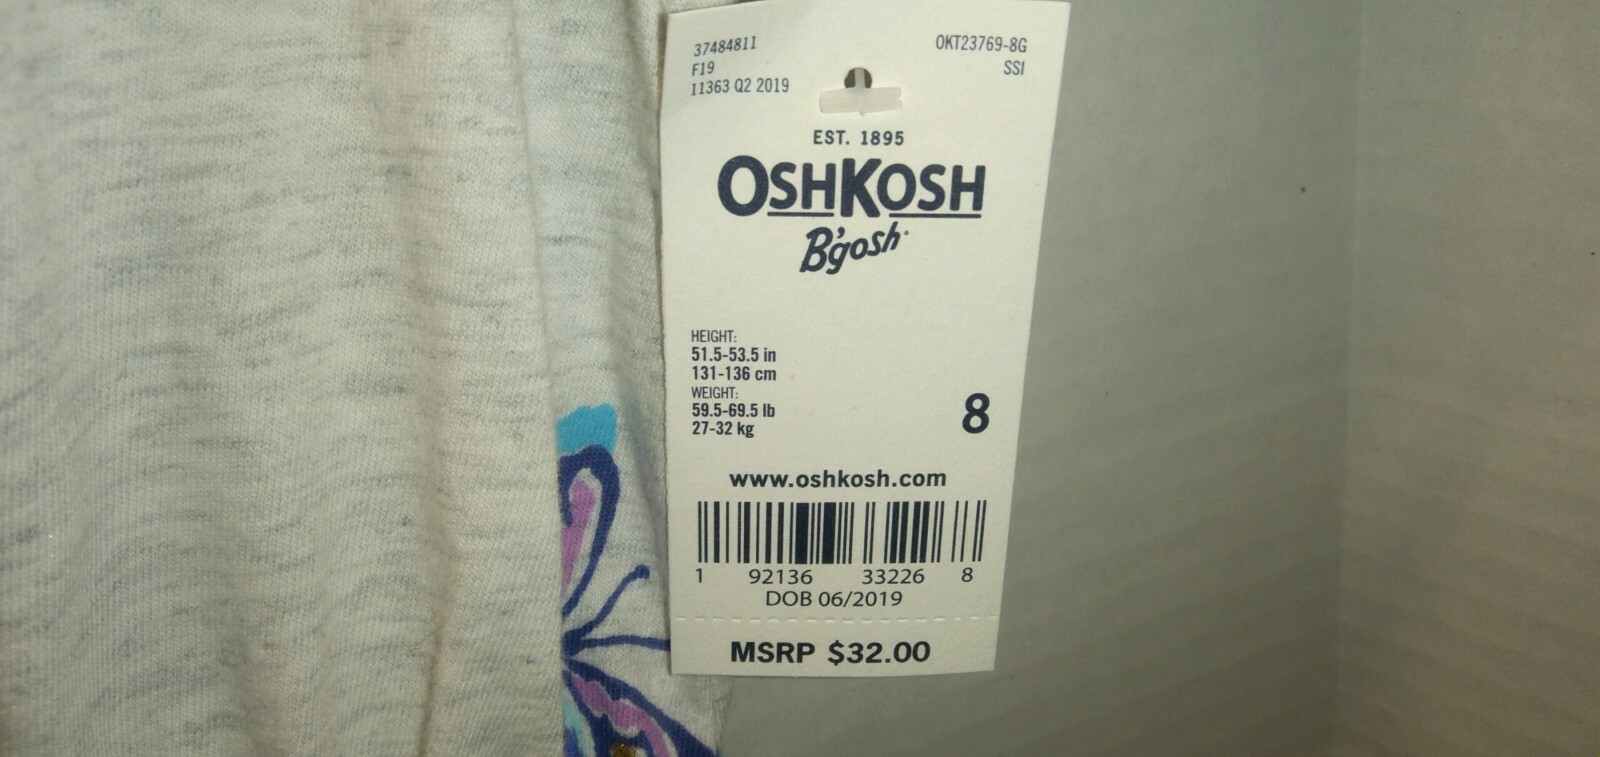 37484811
F19
11363 Q2 2019
OKT23769-8G
SSI
EST. 1895
OSHKOSH
B'gosh
HEIGHT:
51.5-53.5 in
131-136 cm
WEIGHT:
59.5-69.5 lb
27-32 kg
8
www.oshkosh.com
1 92136 33226 8
DOB 06/2019
MSRP $32.00